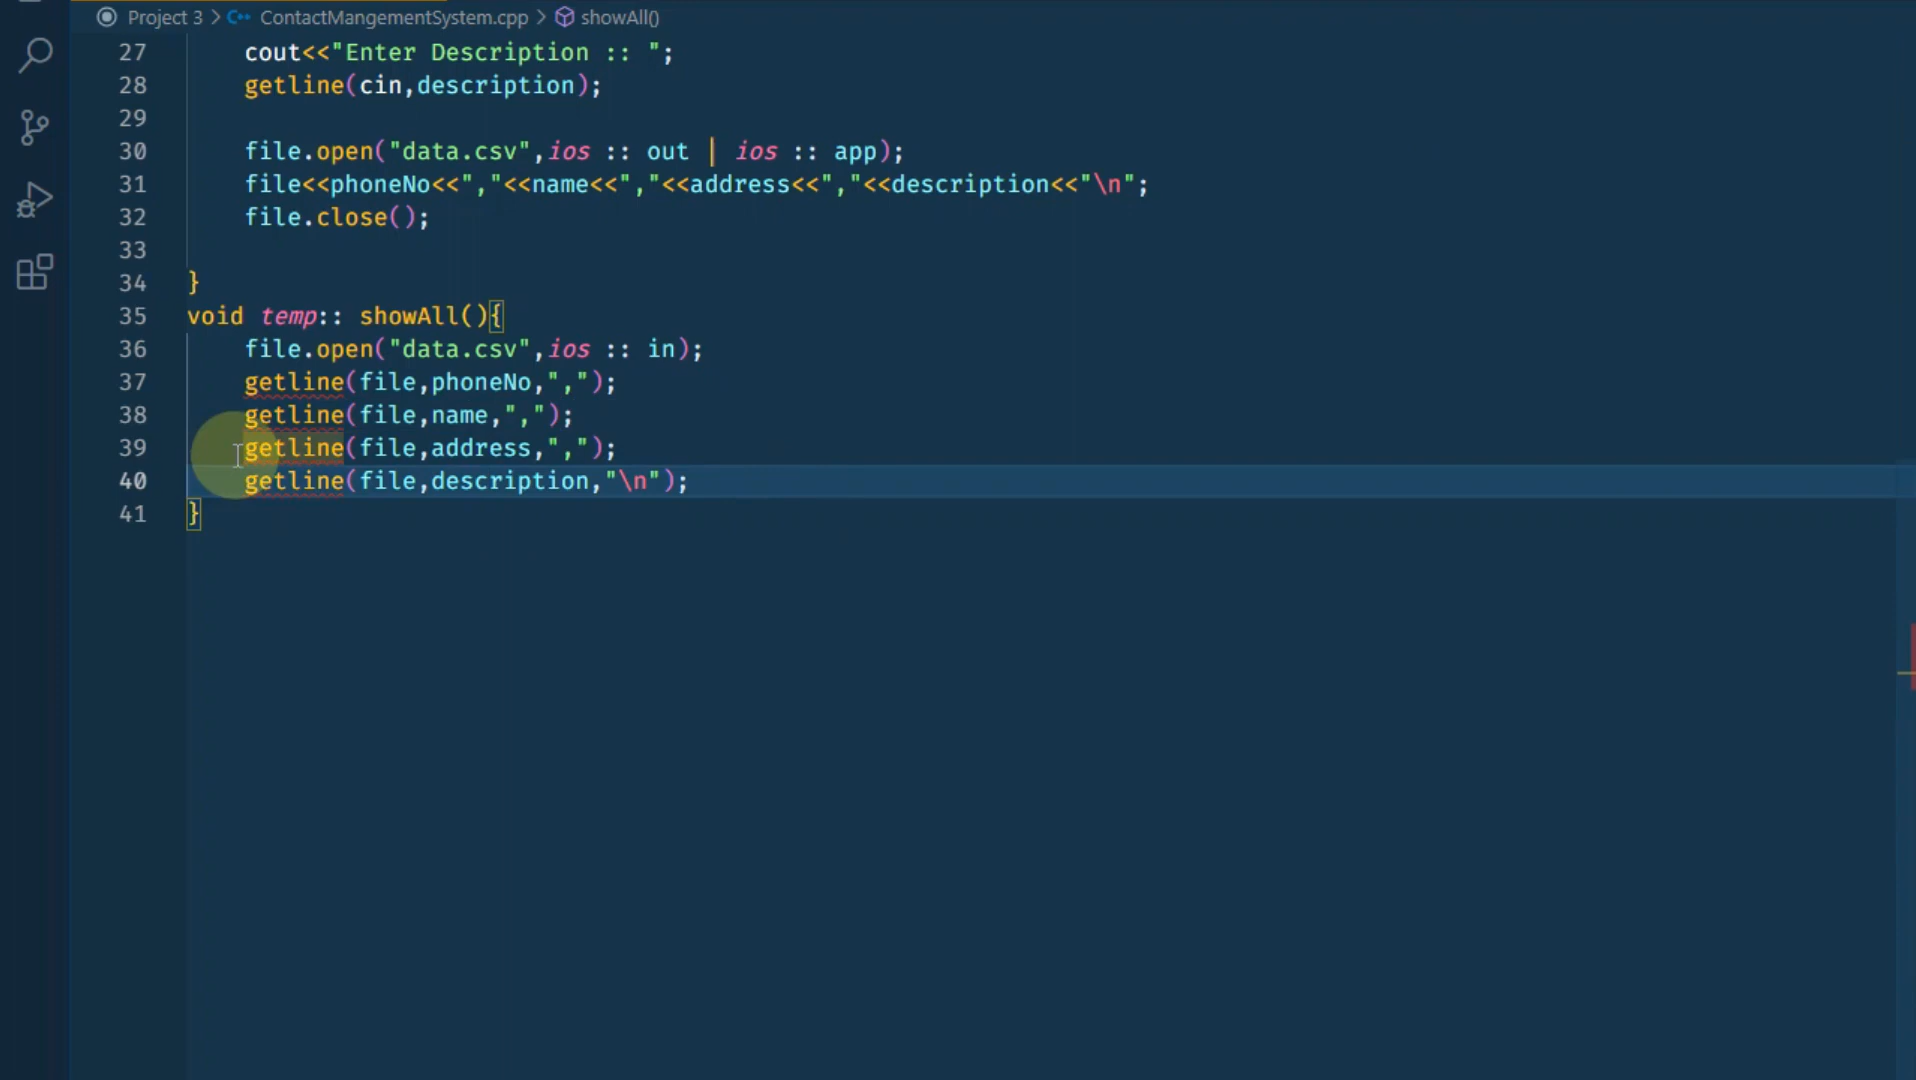 Project 3 > C++ ContactMangementSystem.cpp > showAll()
27 cout<<"Enter Description :: ";
28 getline(cin,description);
29
30 file.open("data.csv",ios :: out | ios :: app);
31 file<<phoneNo<<","<<name<<","<<address<<","<<description<<"\n";
32 file.close();
33
34 }
35 void temp:: showAll(){
36 file.open("data.csv",ios :: in);
37 getline(file,phoneNo,",");
38 getline(file,name,",");
39 getline(file,address,",");
40 getline(file,description,"\n");
41 }